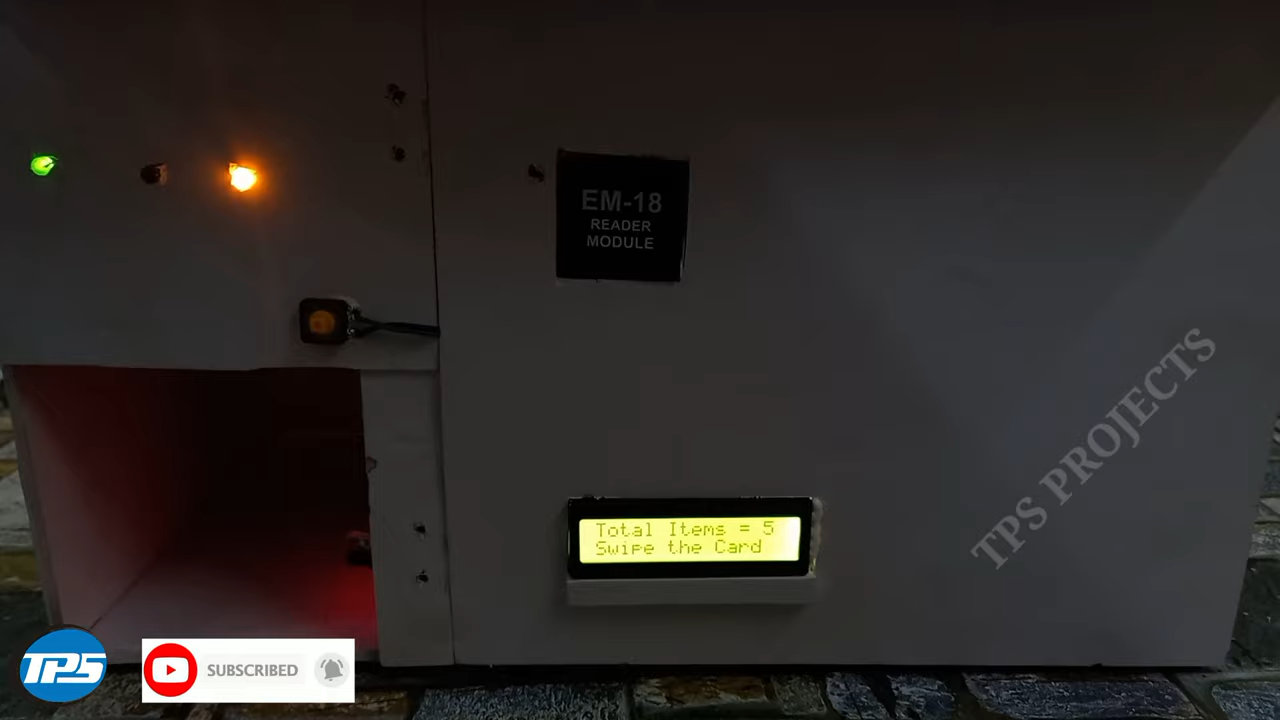 EM-18
READER
MODULE
TPS PROJECTS
Total Items = 5
Swipe the Card
TPS
SUBSCRIBED